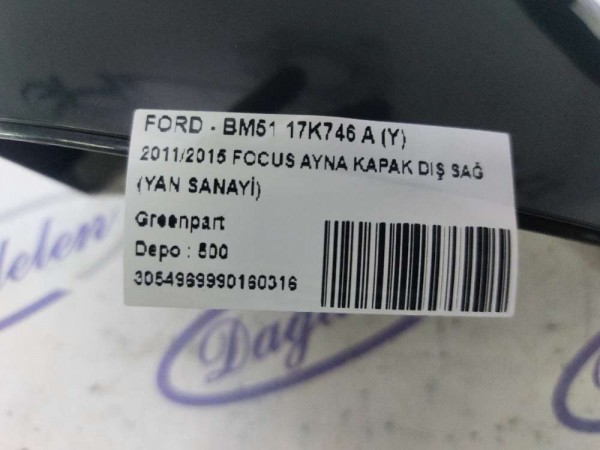 FORD - BM51 17K746 A (Y)
2011/2015 FOCUS AYNA KAPAK DIŞ SAĞ
(YAN SANAYİ)
Greenpart
Depo : 500
3054969990160316